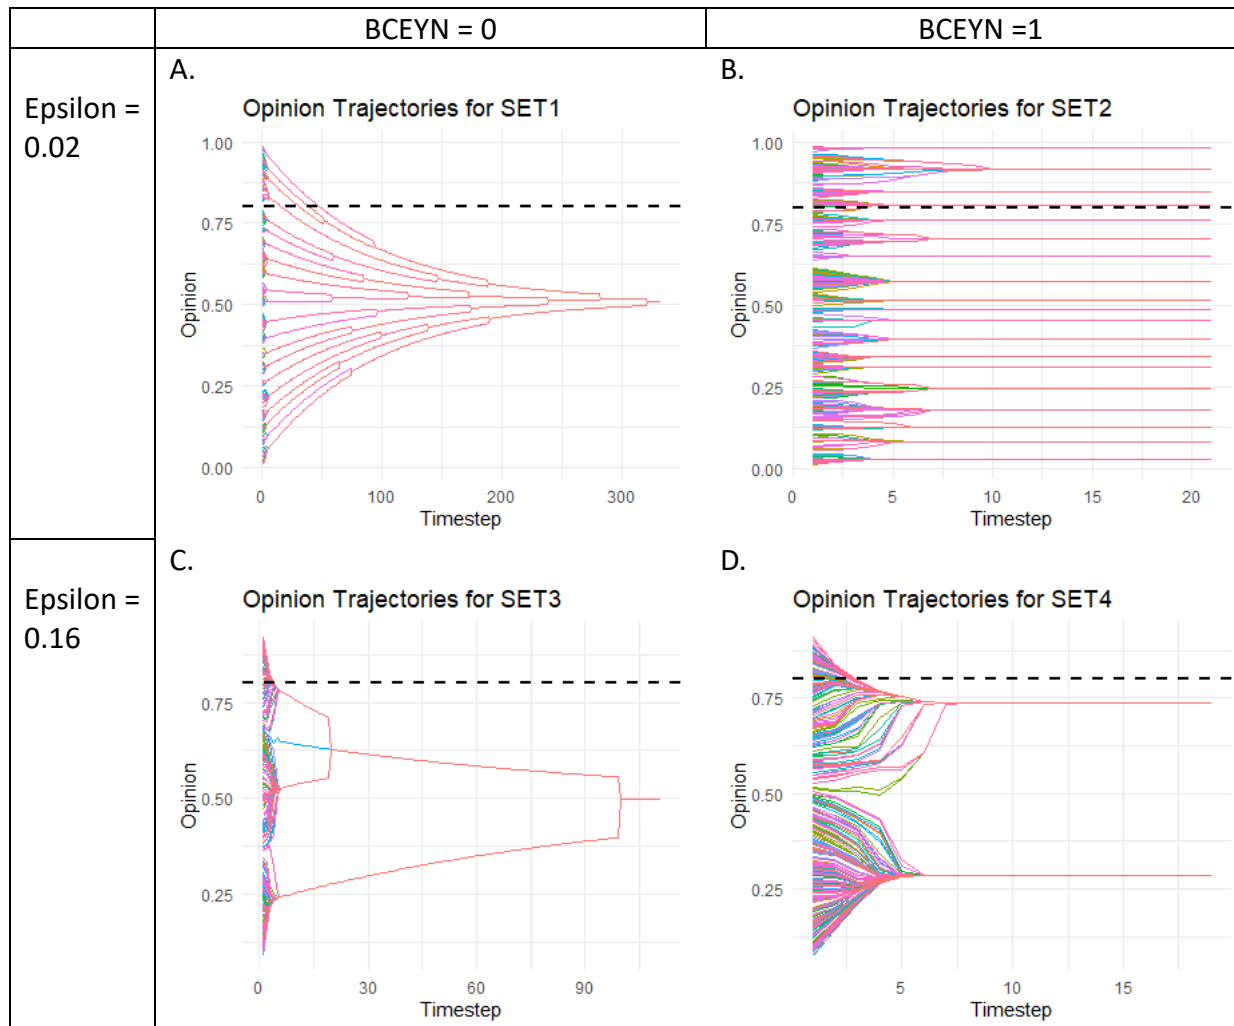 BCEYN = 0
BCEYN =1
Epsilon =
0.02
A.
Opinion Trajectories for SET1
1.00
0.75
0.50
0.25
0.00
Opinion
0
100
200
300
Timestep
B.
Opinion Trajectories for SET2
1.00
0.75
0.50
0.25
0.00
Opinion
0
5
10
15
20
Timestep
Epsilon =
0.16
C.
Opinion Trajectories for SET3
0.75
0.50
0.25
Opinion
0
30
60
90
Timestep
D.
Opinion Trajectories for SET4
0.75
0.50
0.25
Opinion
5
10
15
Timestep